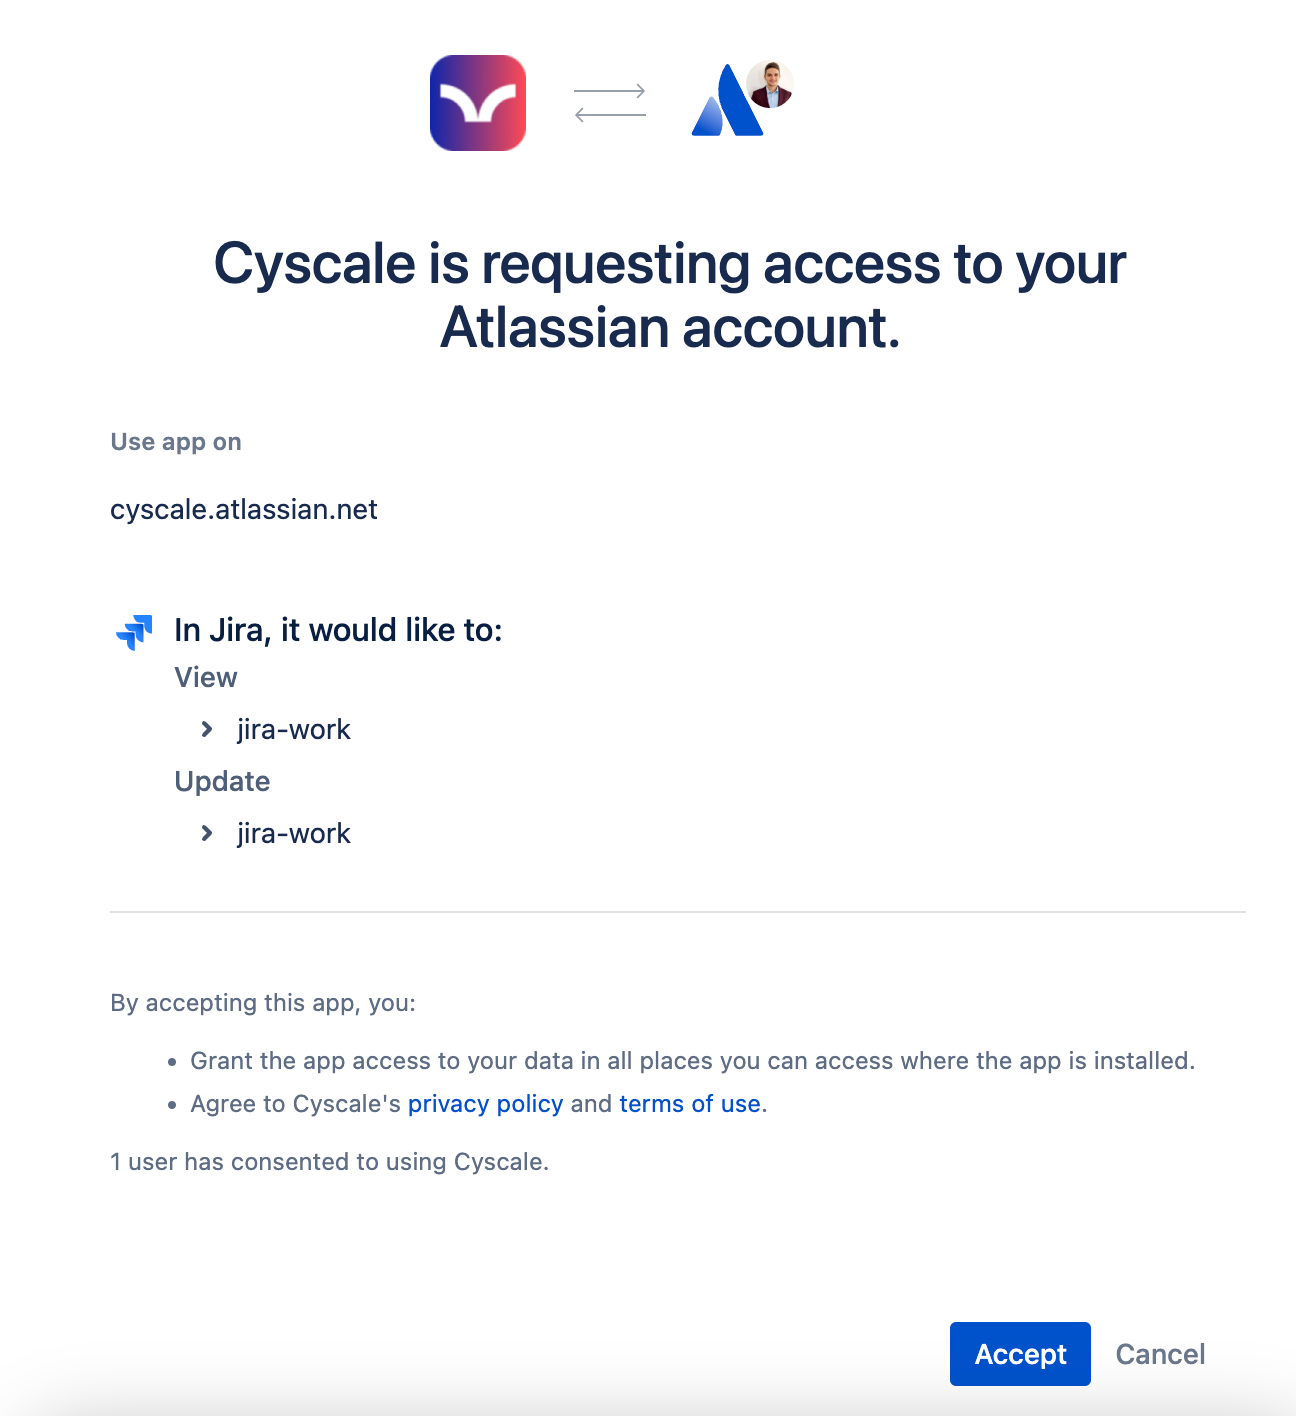 Cyscale is requesting access to your
Atlassian account.
Use app on
cyscale.atlassian.net
In Jira, it would like to:
View
jira-work
Update
jira-work
By accepting this app, you:
• Grant the app access to your data in all places you can access where the app is installed.
• Agree to Cyscale's privacy policy and terms of use.
1 user has consented to using Cyscale.
Accept
Cancel